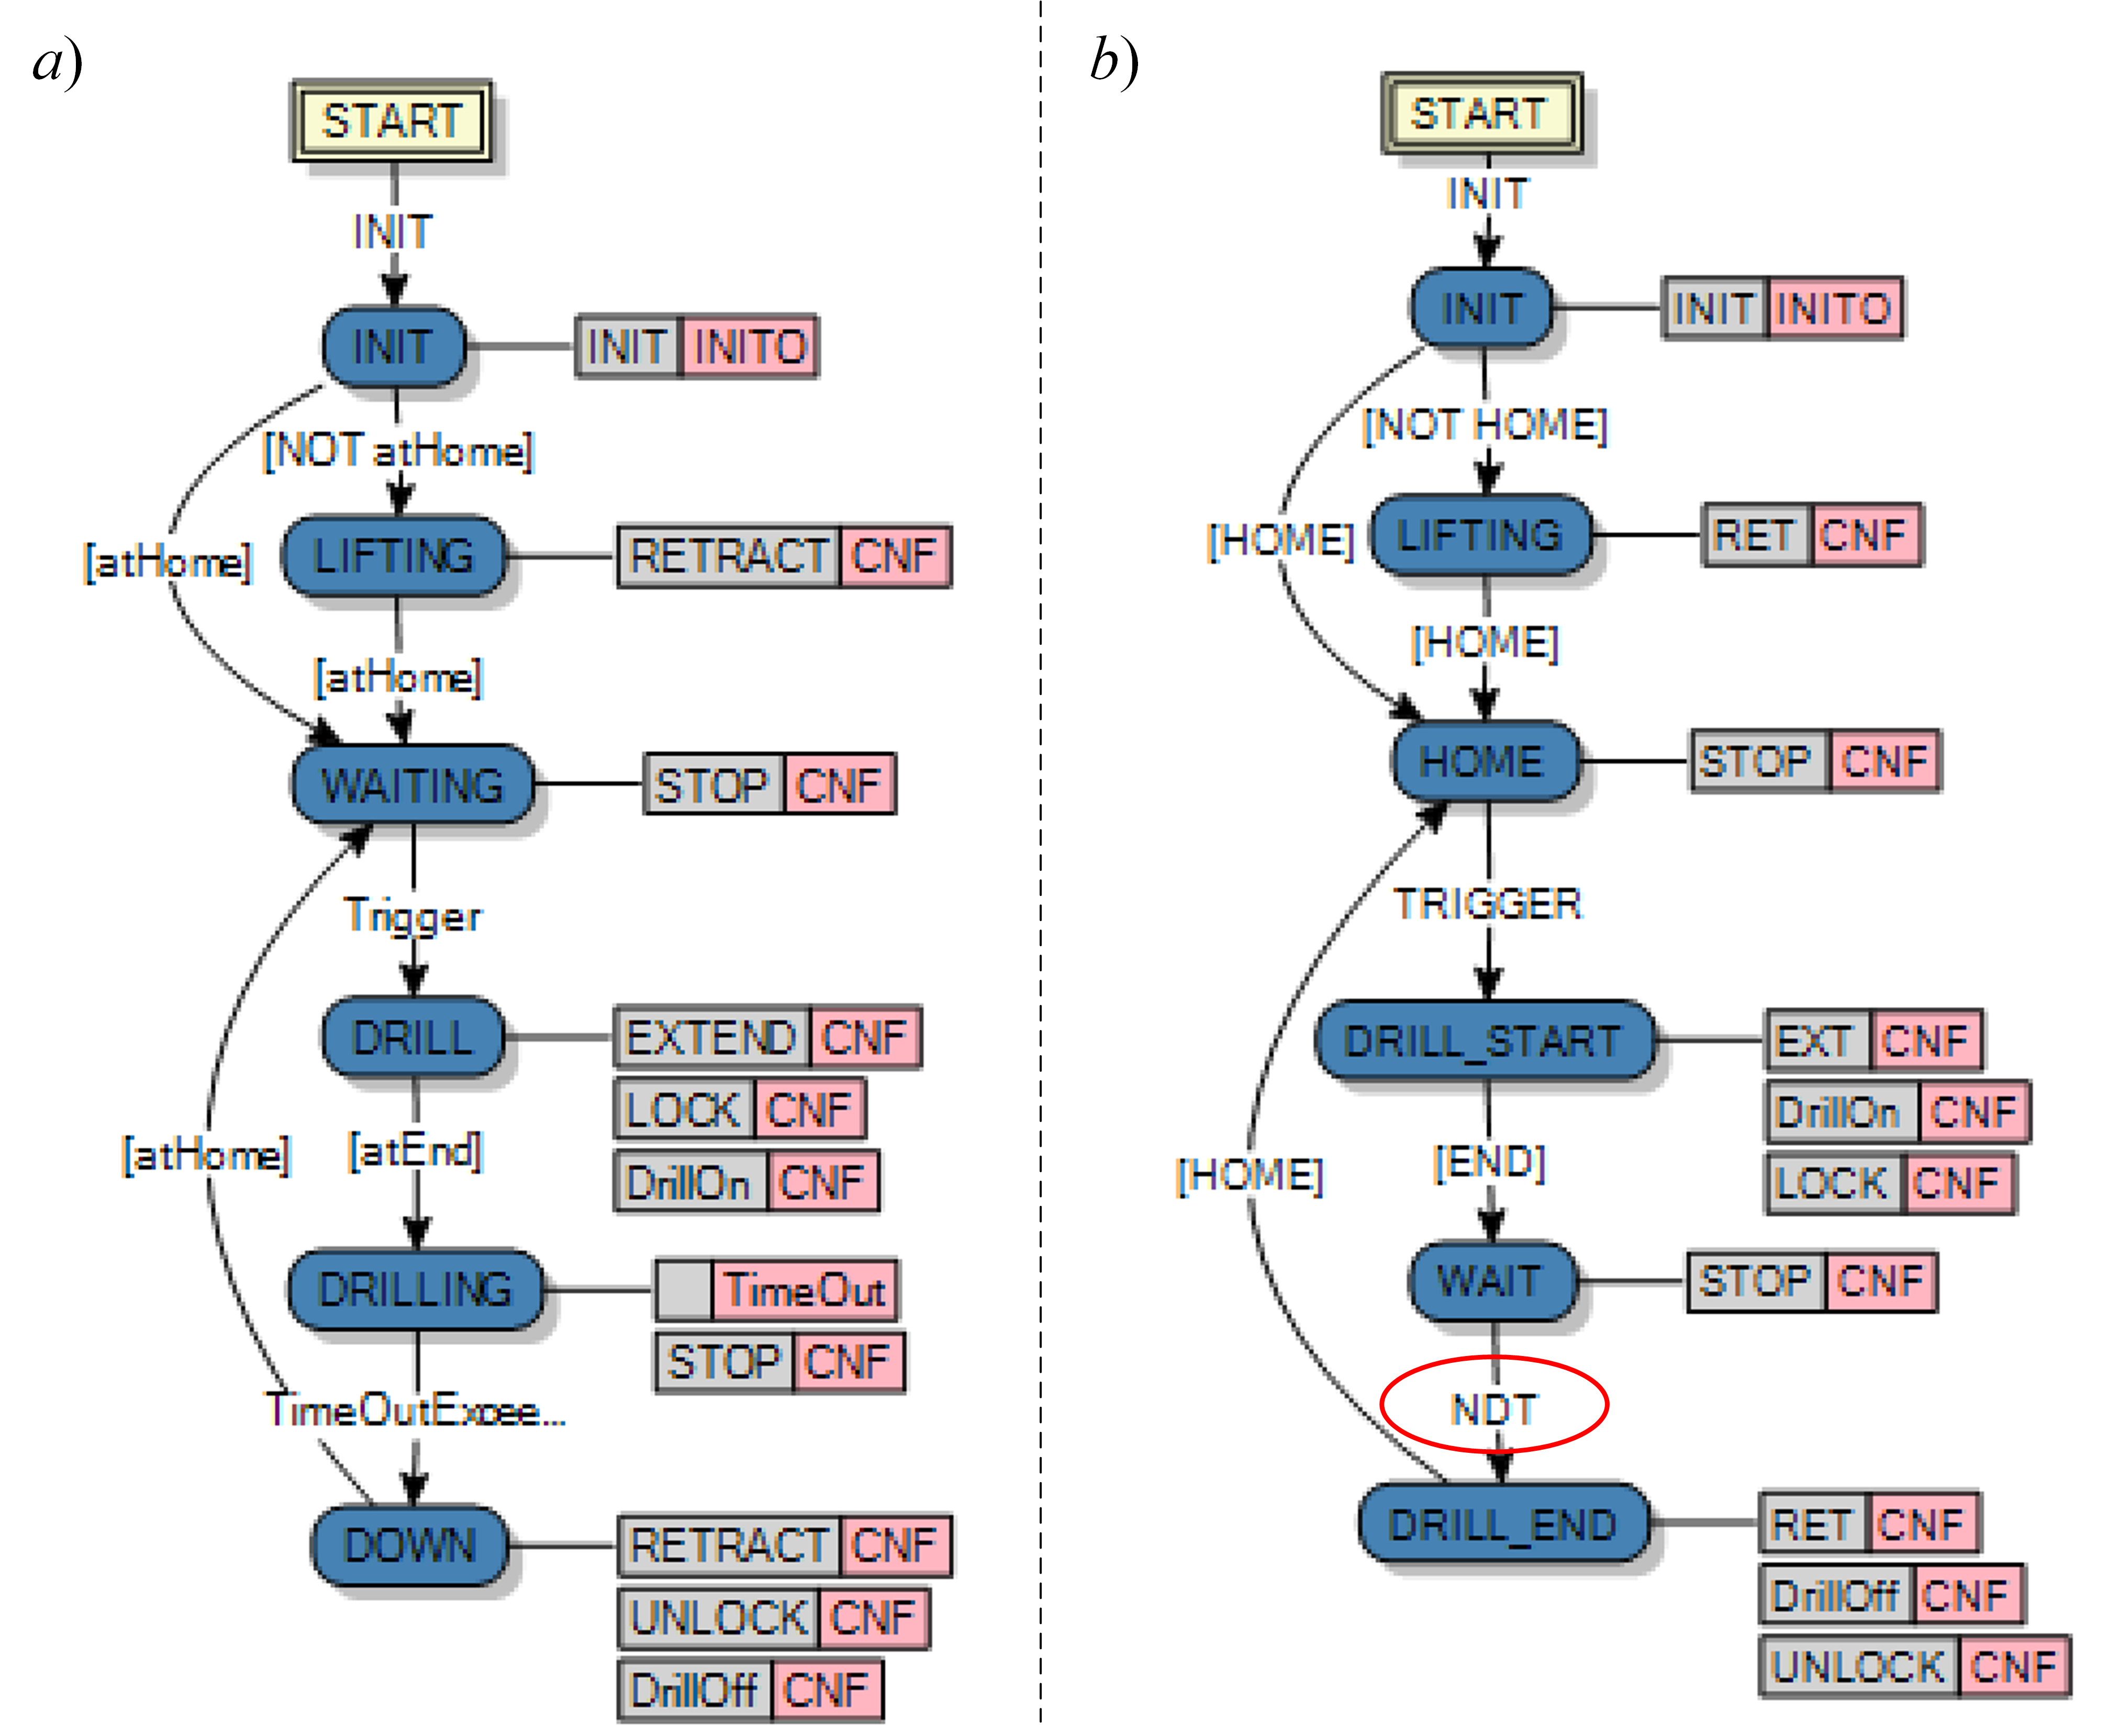 a)
START
INIT
INIT
INIT INITO
[NOT atHome]
[atHome]
LIFTING
RETRACT CNF
[atHome]
WAITING
STOP CNF
Trigger
DRILL
EXTEND CNF
LOCK CNF
DrillOn CNF
[atHome]
[atEnd]
DRILLING
TimeOut
STOP CNF
TimeOutExcee...
DOWN
RETRACT CNF
UNLOCK CNF
DrillOff CNF
b)
START
INIT
INIT
INIT INITO
[NOT HOME]
[HOME]
LIFTING
RET CNF
[HOME]
HOME
STOP CNF
TRIGGER
DRILL_START
EXT CNF
DrillOn CNF
LOCK CNF
[HOME]
[END]
WAIT
STOP CNF
NDT
DRILL_END
RET CNF
DrillOff CNF
UNLOCK CNF